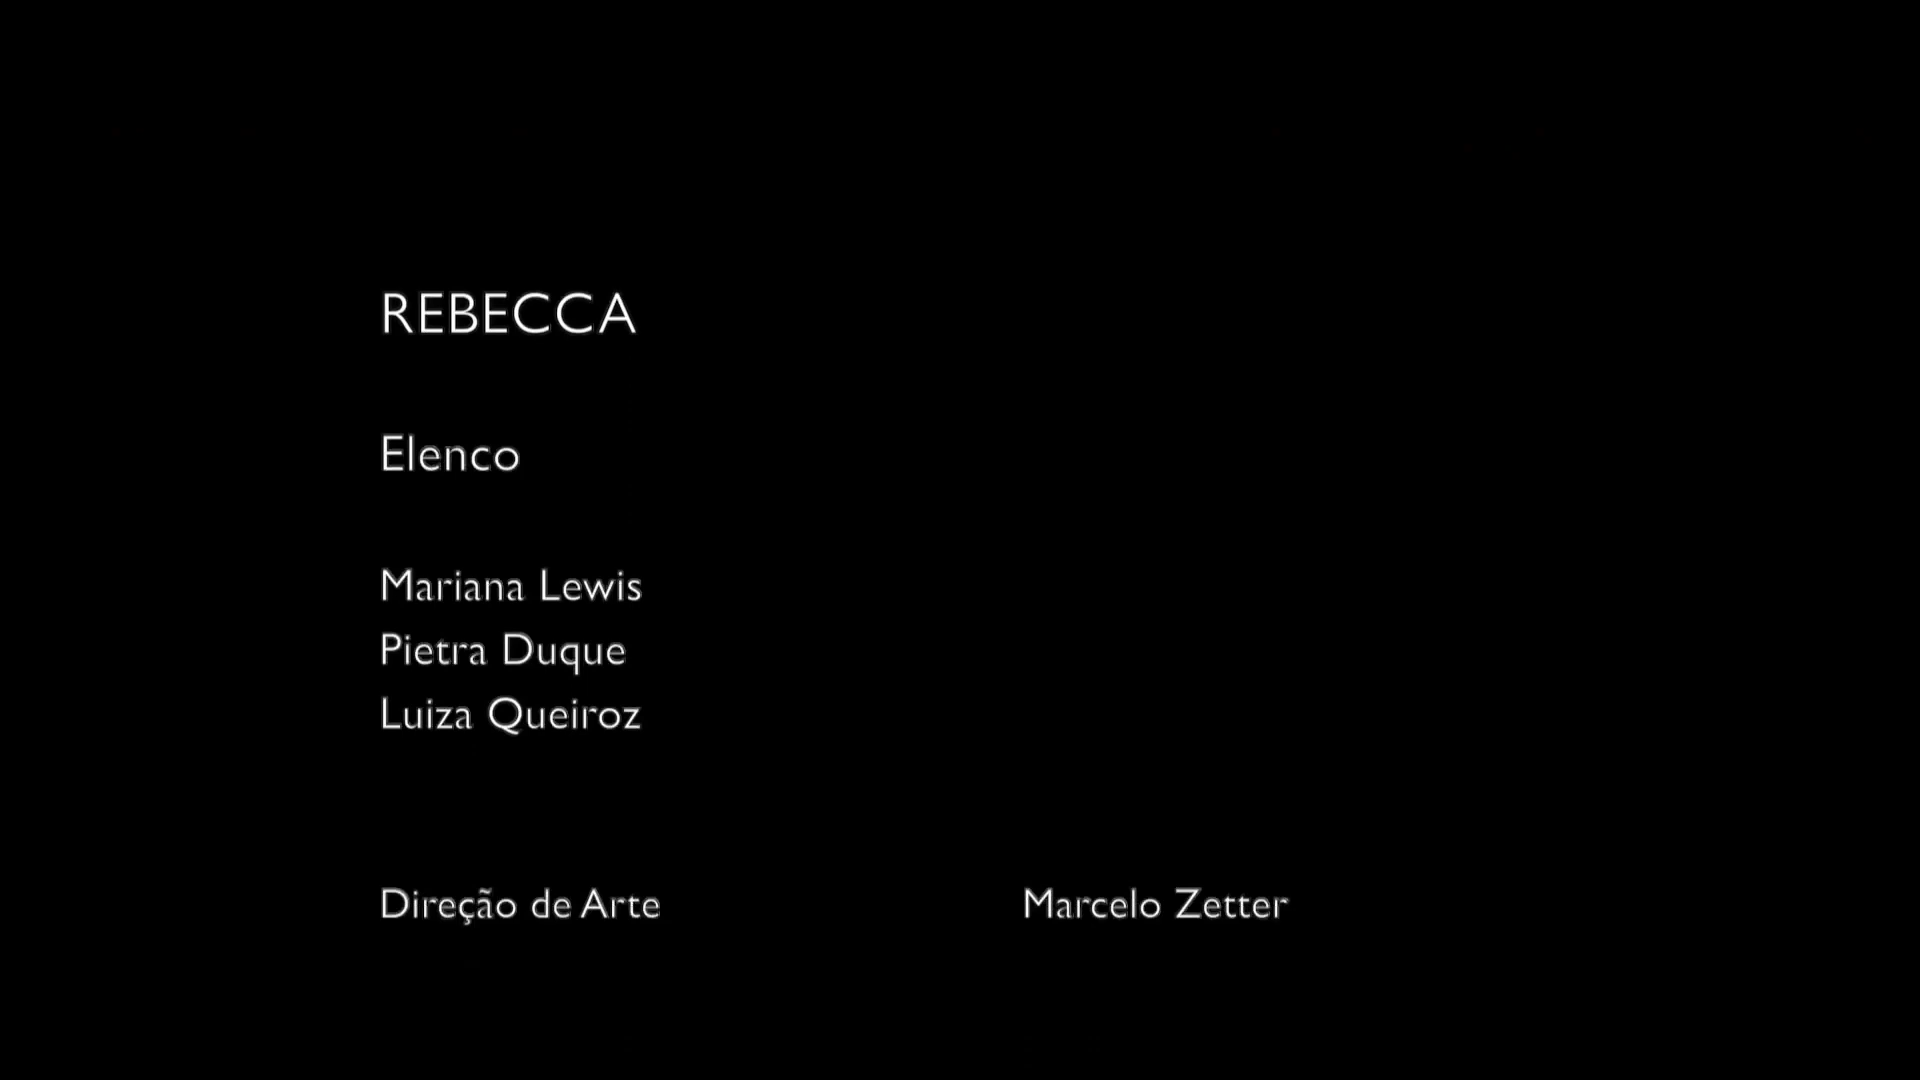 REBECCA
Elenco
Mariana Lewis
Pietra Duque
Luiza Queiroz
Direção de Arte Marcelo Zetter